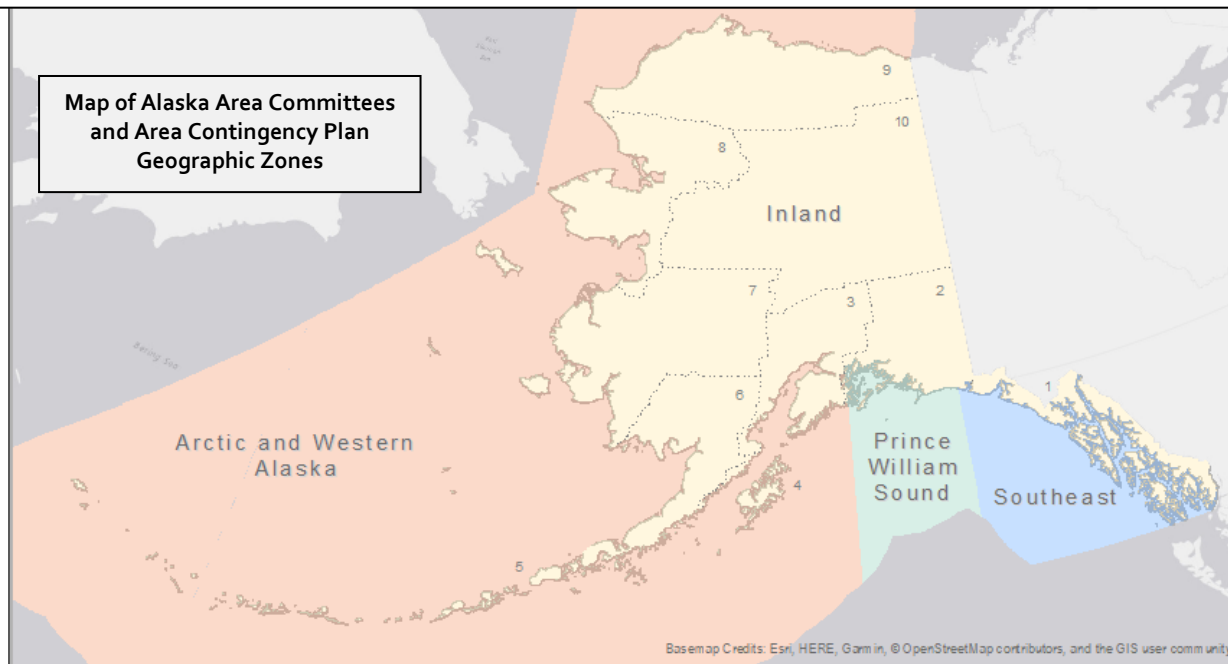 Map of Alaska Area Committees
and Area Contingency Plan
Geographic Zones
9
10
8
Inland
7
3
2
Bering Sea
6
1
Arctic and Western
Alaska
Prince
William
Sound
4
Southeast
5
Basemap Credits: Esri, HERE, Garmin, © OpenStreetMap contributors, and the GIS user community